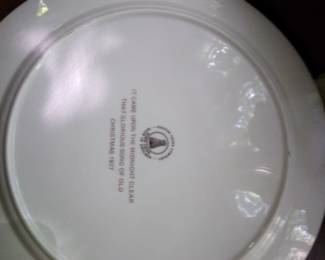 IT CAME UPON THE MIDNIGHT CLEAR
THAT GLORIOUS SONG OF OLD
CHRISTMAS 1977